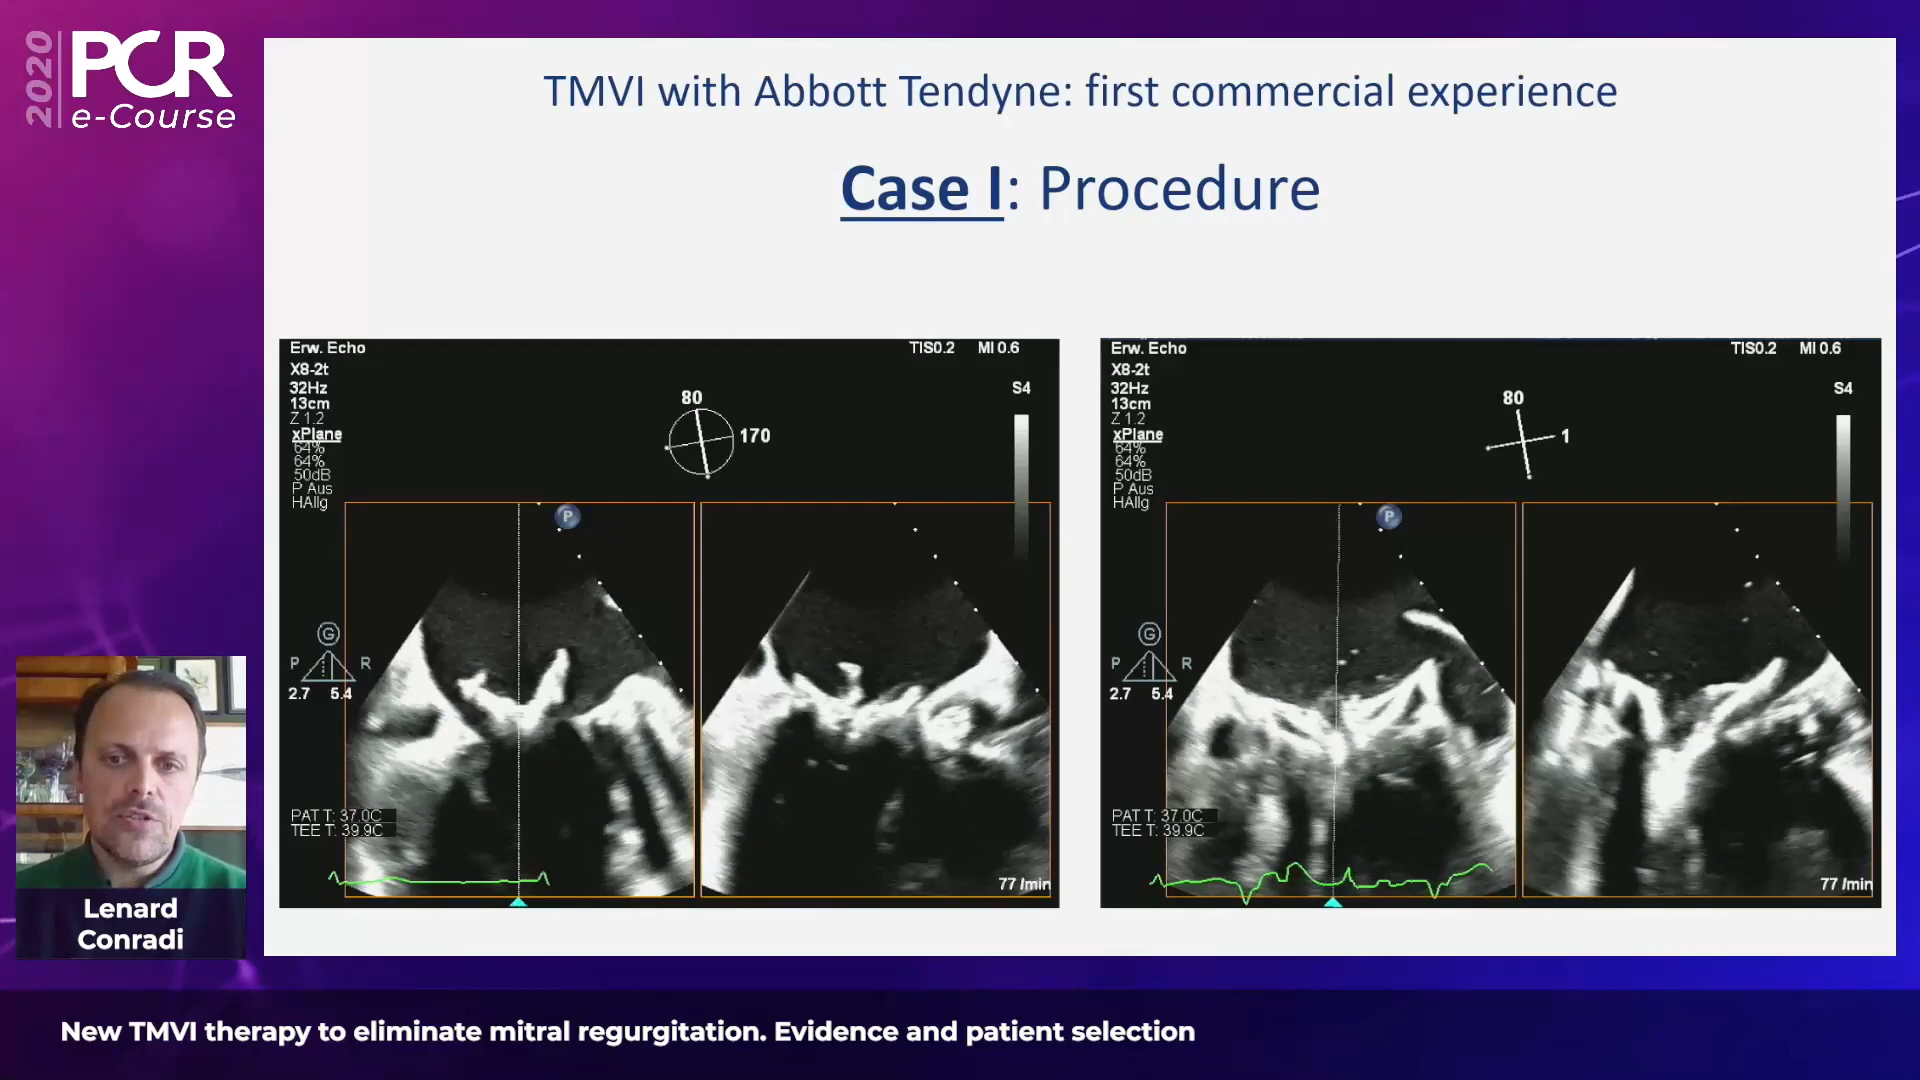 2020
PCR
e-Course
TMVI with Abbott Tendyne: first commercial experience
Case I: Procedure
Erw. Echo
TIS0.2 MI 0.6
X8-2t
32Hz
13cm
Z 1.2
xPlane
64%
64%
50dB
P Aus
HAllg
S4
80
170
P
G
P R
2.7 5.4
PAT T: 37.0C
TEE T: 39.9C
77 /min
Erw. Echo
TIS0.2 MI 0.6
X8-2t
32Hz
13cm
Z 1.2
xPlane
64%
64%
50dB
P Aus
HAllg
S4
80
1
P
G
P R
2.7 5.4
PAT T: 37.0C
TEE T: 39.9C
77 /min
Lenard
Conradi
New TMVI therapy to eliminate mitral regurgitation. Evidence and patient selection